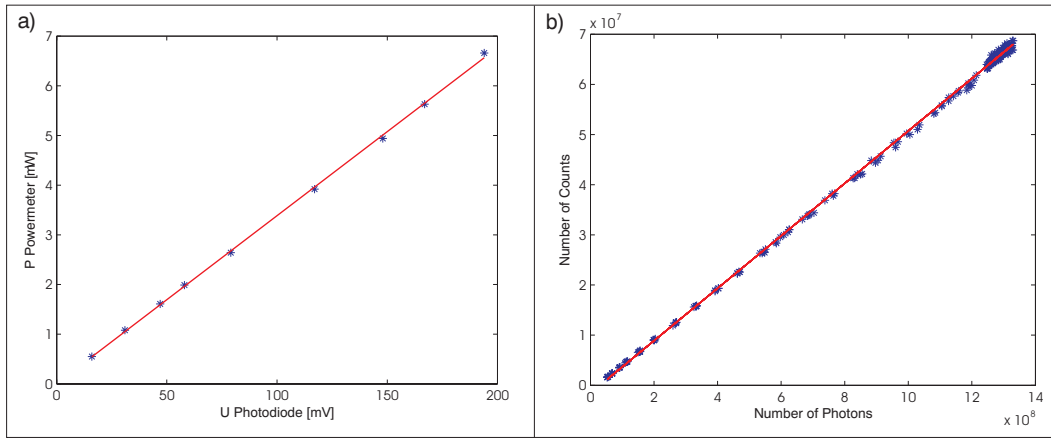 a)
7
6
5
4
3
2
1
0
P Powermeter [mW]
0 50 100 150 200
U Photodiode [mV]
b)
x 10^7
7
6
5
4
3
2
1
0
Number of Counts
0 2 4 6 8 10 12 14
Number of Photons
x 10^8